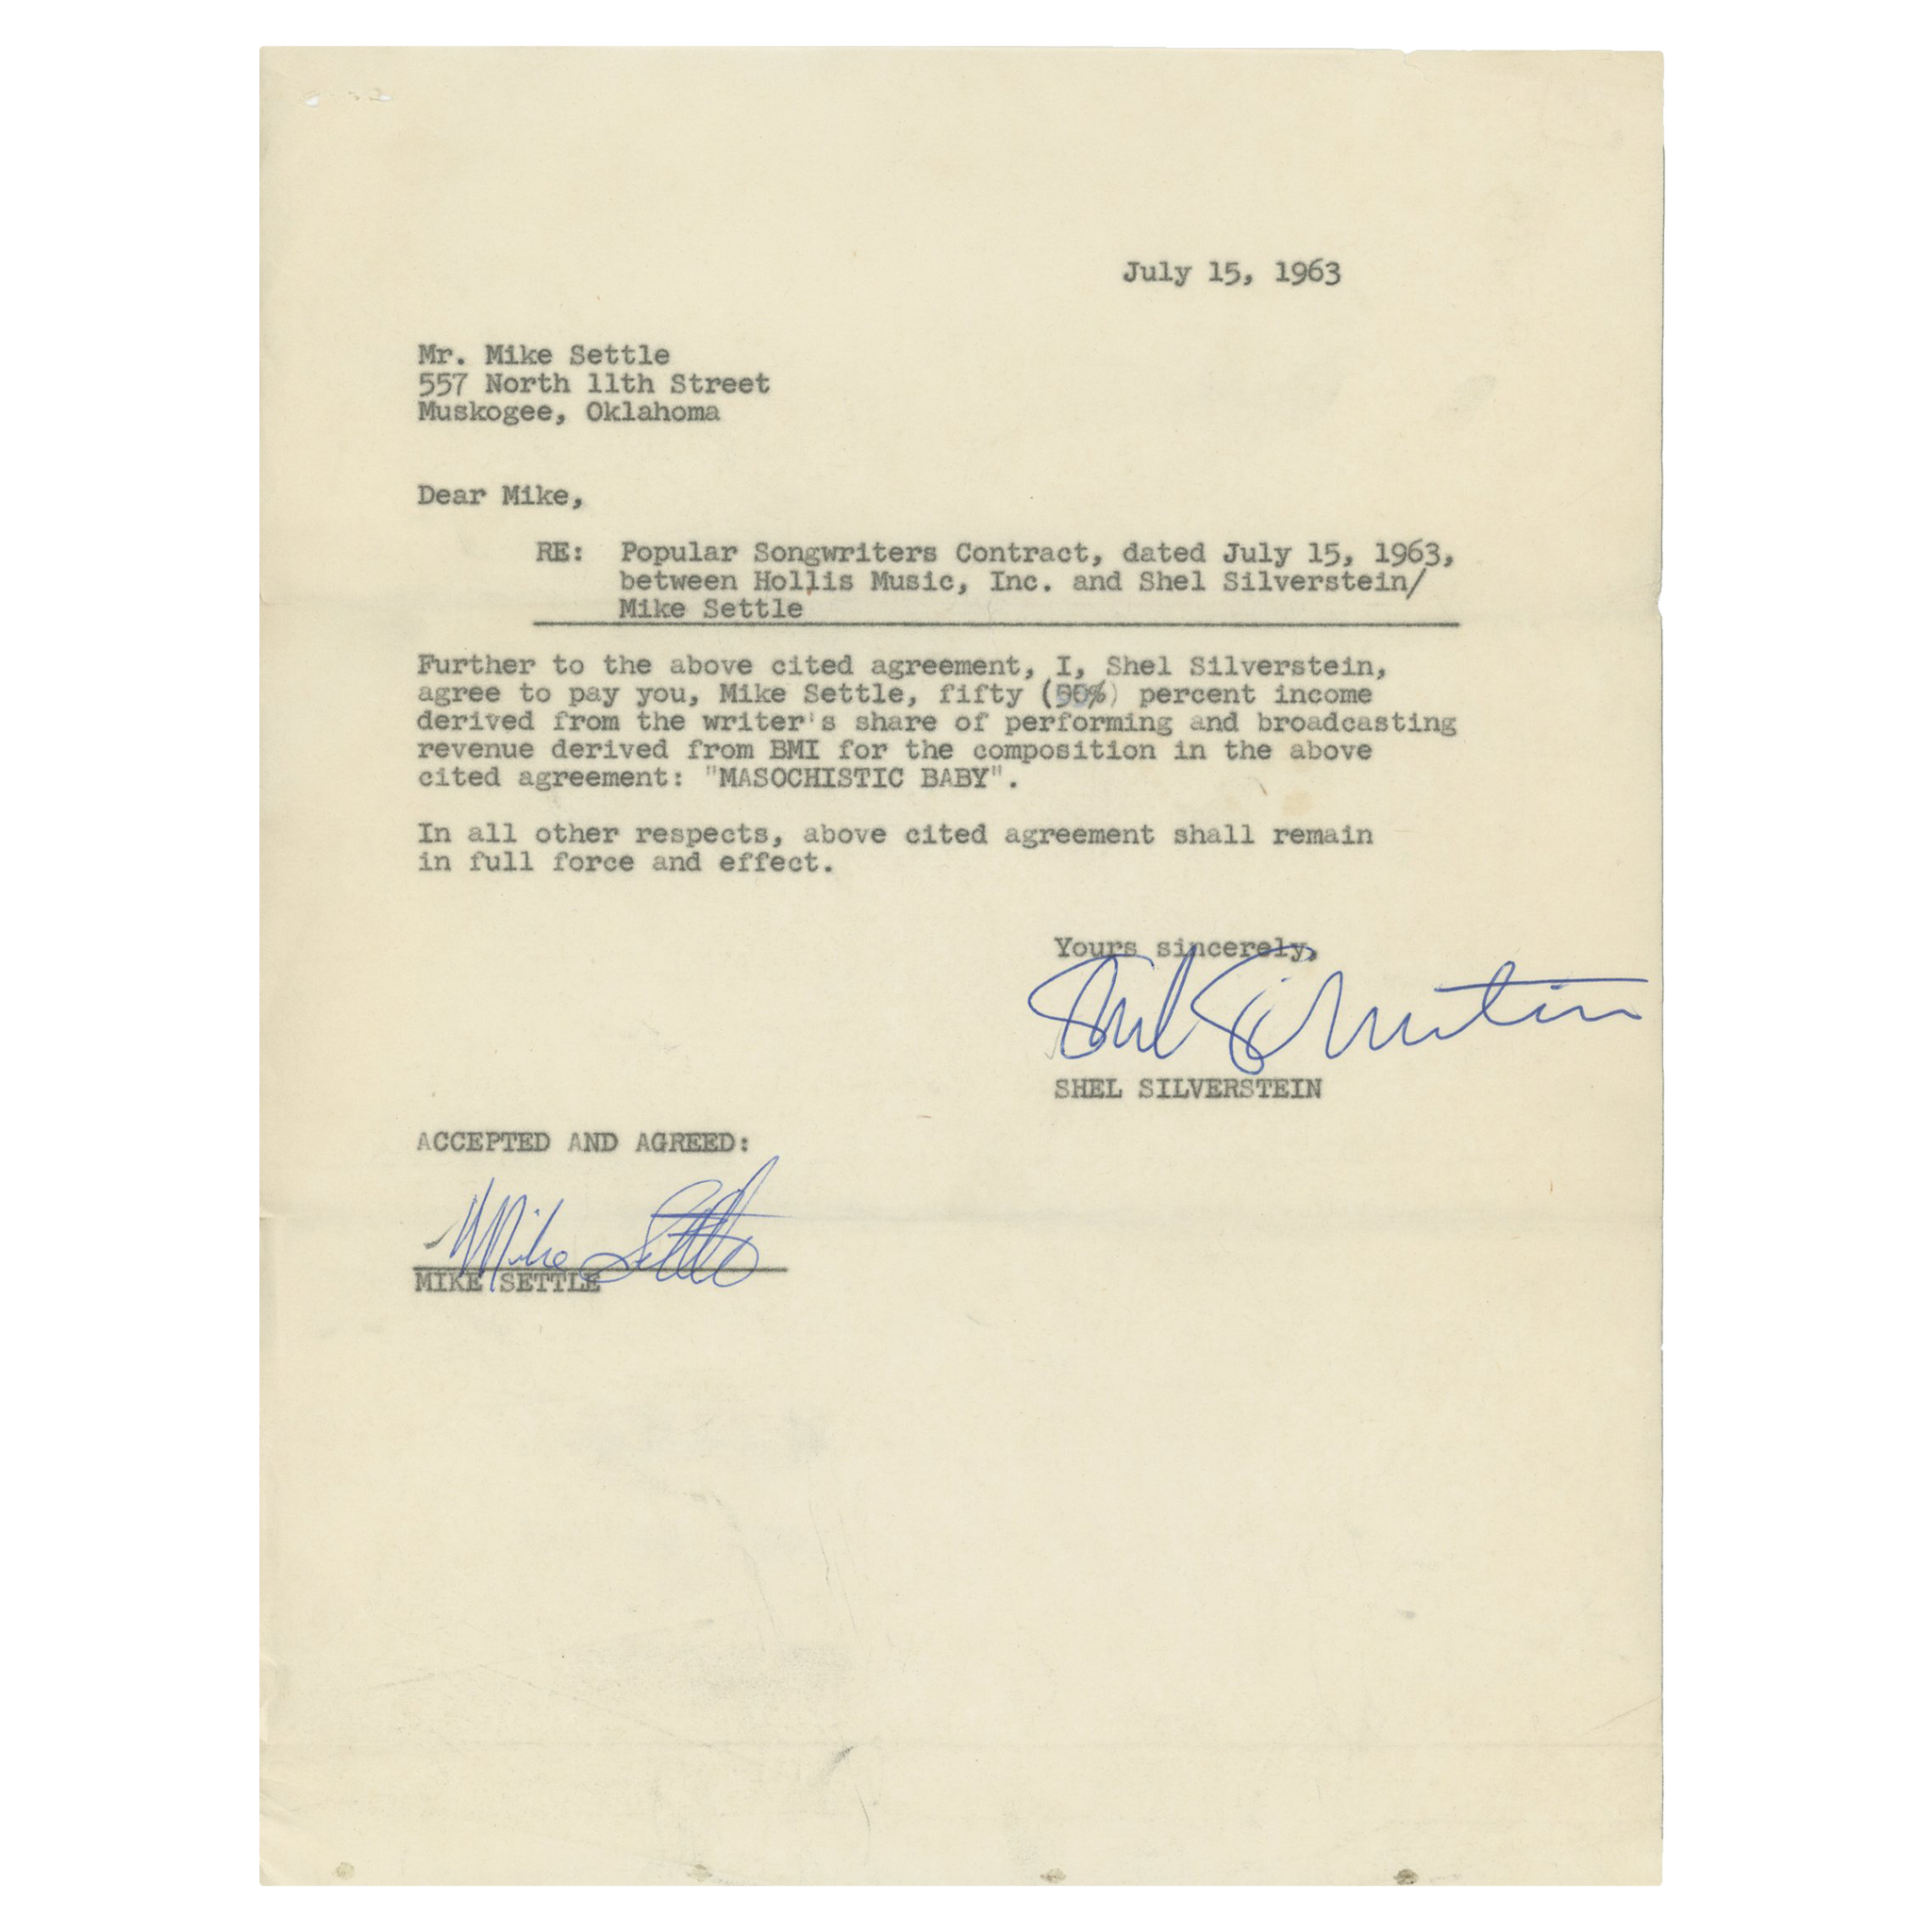 July 15, 1963
Mr. Mike Settle
557 North 11th Street
Muskogee, Oklahoma
Dear Mike,
RE: Popular Songwriters Contract, dated July 15, 1963,
between Hollis Music, Inc. and Shel Silverstein/
Mike Settle
Further to the above cited agreement, I, Shel Silverstein,
agree to pay you, Mike Settle, fifty (50%) percent income
derived from the writer's share of performing and broadcasting
revenue derived from BMI for the composition in the above
cited agreement: "MASOCHISTIC BABY".
In all other respects, above cited agreement shall remain
in full force and effect.
Yours sincerely,
Shel Silverstein
SHEL SILVERSTEIN
ACCEPTED AND AGREED:
Mike Settle
MIKE SETTLE